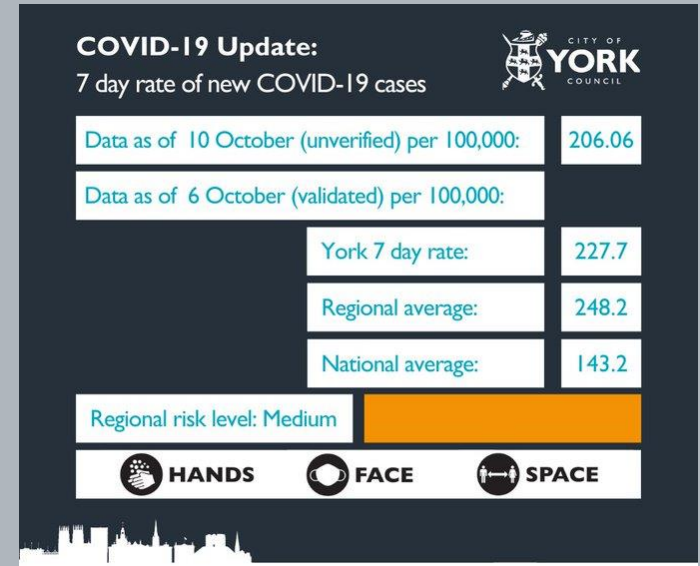 COVID-19 Update:
7 day rate of new COVID-19 cases
CITY OF
YORK
COUNCIL
Data as of 10 October (unverified) per 100,000: 206.06
Data as of 6 October (validated) per 100,000:
York 7 day rate: 227.7
Regional average: 248.2
National average: 143.2
Regional risk level: Medium
HANDS FACE SPACE